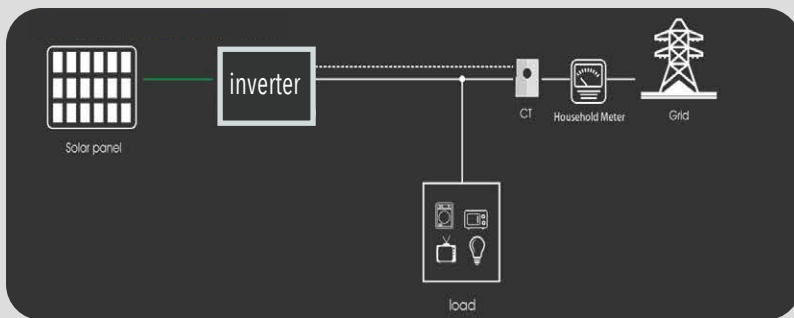 inverter
Solar panel
CT
Household Meter
Grid
load